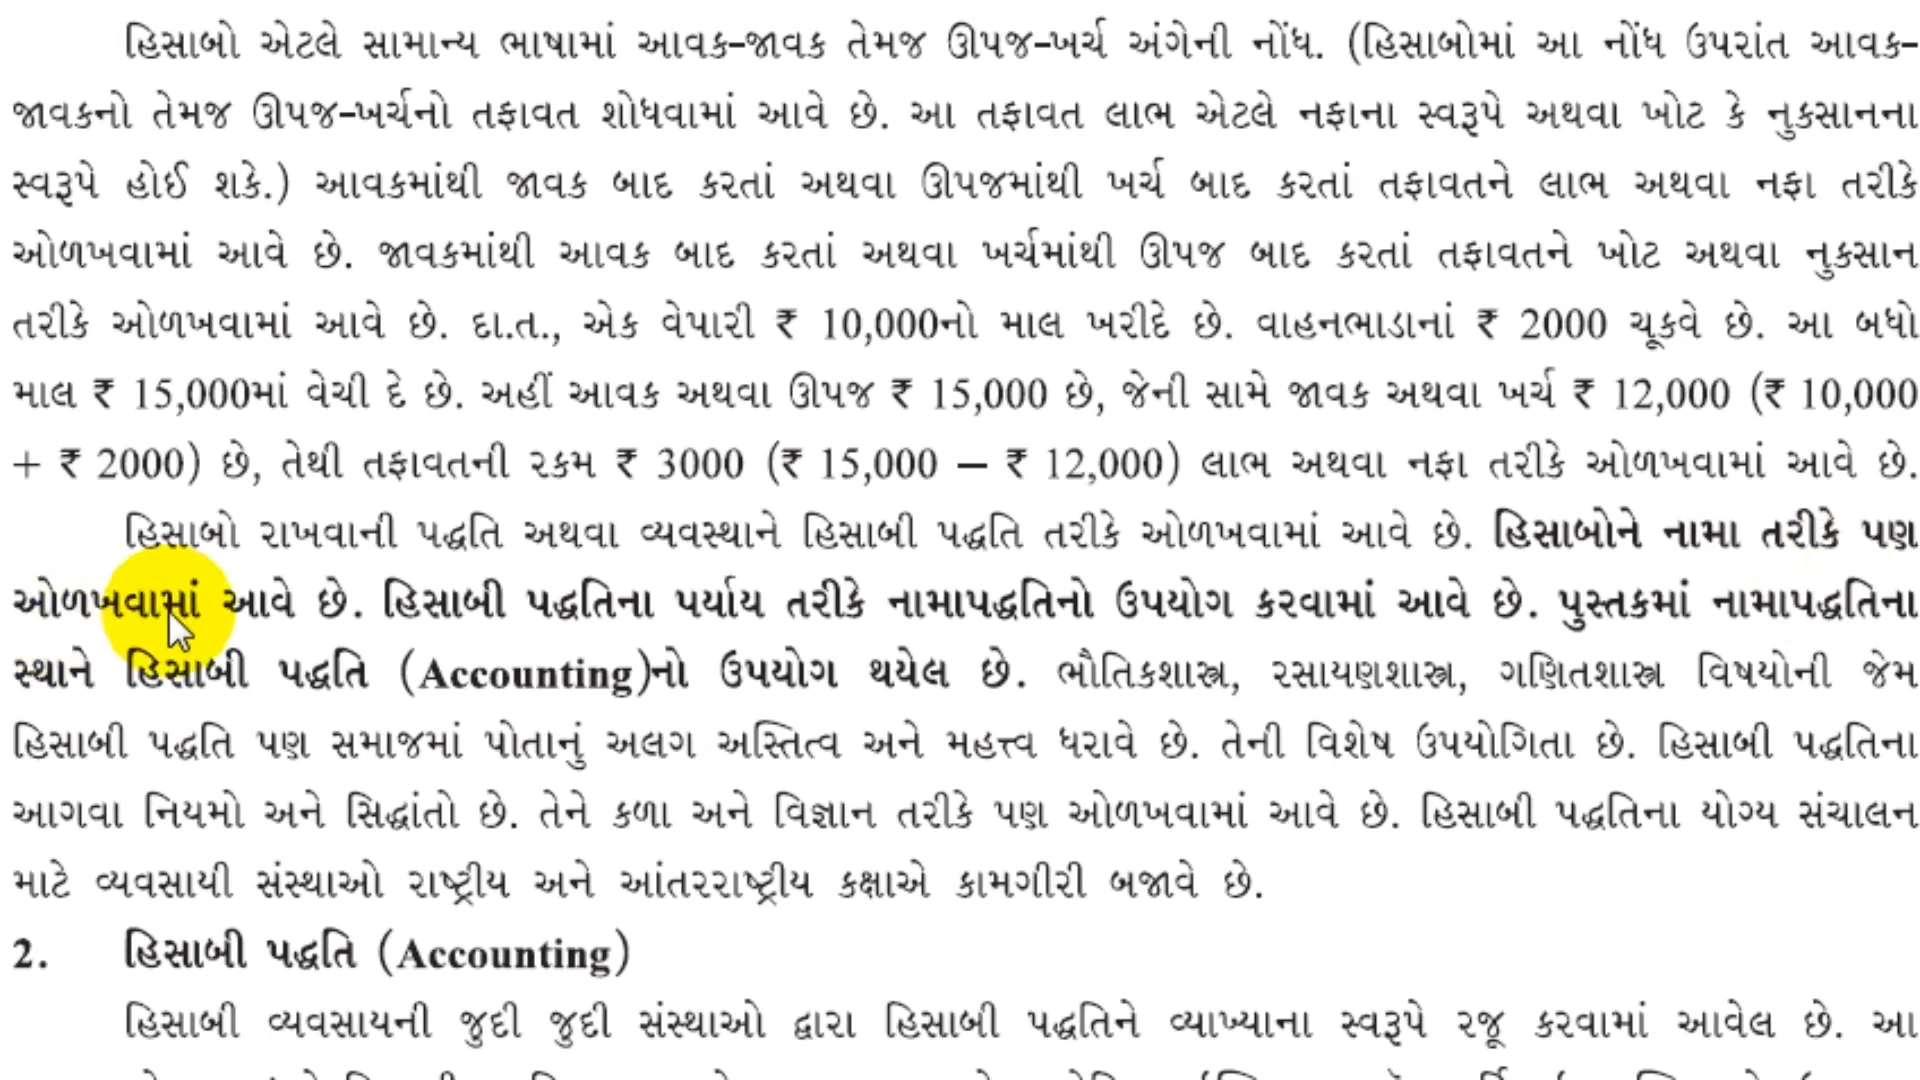 હિસાબો એટલે સામાન્ય ભાષામાં આવક-જાવક તેમજ ઊપજ-ખર્ચ અંગેની નોંધ. (હિસાબોમાં આ નોંધ ઉપરાંત આવક-
જાવકનો તેમજ ઊપજ-ખર્ચનો તફાવત શોધવામાં આવે છે. આ તફાવત લાભ એટલે નફાના સ્વરૂપે અથવા ખોટ કે નુકસાનના
સ્વરૂપે હોઈ શકે.) આવકમાંથી જાવક બાદ કરતાં અથવા ઊપજમાંથી ખર્ચ બાદ કરતાં તફાવતને લાભ અથવા નફા તરીકે
ઓળખવામાં આવે છે. જાવકમાંથી આવક બાદ કરતાં અથવા ખર્ચમાંથી ઊપજ બાદ કરતાં તફાવતને ખોટ અથવા નુકસાન
તરીકે ઓળખવામાં આવે છે. દા.ત., એક વેપારી ₹ 10,000નો માલ ખરીદે છે. વાહનભાડાનાં ₹ 2000 ચૂકવે છે. આ બધો
માલ ₹ 15,000માં વેચી દે છે. અહીં આવક અથવા ઊપજ ₹ 15,000 છે, જેની સામે જાવક અથવા ખર્ચ ₹ 12,000 (₹ 10,000
+ ₹ 2000) છે, તેથી તફાવતની રકમ ₹ 3000 (₹ 15,000 – ₹ 12,000) લાભ અથવા નફા તરીકે ઓળખવામાં આવે છે.
હિસાબો રાખવાની પદ્ધતિ અથવા વ્યવસ્થાને હિસાબી પદ્ધતિ તરીકે ઓળખવામાં આવે છે. હિસાબોને નામા તરીકે પણ
ઓળખવામાં આવે છે. હિસાબી પદ્ધતિના પર્યાય તરીકે નામાપદ્ધતિનો ઉપયોગ કરવામાં આવે છે. પુસ્તકમાં નામાપદ્ધતિના
સ્થાને હિસાબી પદ્ધતિ (Accounting)નો ઉપયોગ થયેલ છે. ભૌતિકશાસ્ત્ર, રસાયણશાસ્ત્ર, ગણિતશાસ્ત્ર વિષયોની જેમ
હિસાબી પદ્ધતિ પણ સમાજમાં પોતાનું અલગ અસ્તિત્વ અને મહત્ત્વ ધરાવે છે. તેની વિશેષ ઉપયોગિતા છે. હિસાબી પદ્ધતિના
આગવા નિયમો અને સિદ્ધાંતો છે. તેને કળા અને વિજ્ઞાન તરીકે પણ ઓળખવામાં આવે છે. હિસાબી પદ્ધતિના યોગ્ય સંચાલન
માટે વ્યવસાયી સંસ્થાઓ રાષ્ટ્રીય અને આંતરરાષ્ટ્રીય કક્ષાએ કામગીરી બજાવે છે.
2. હિસાબી પદ્ધતિ (Accounting)
હિસાબી વ્યવસાયની જુદી જુદી સંસ્થાઓ દ્વારા હિસાબી પદ્ધતિને વ્યાખ્યાના સ્વરૂપે રજૂ કરવામાં આવેલ છે. આ